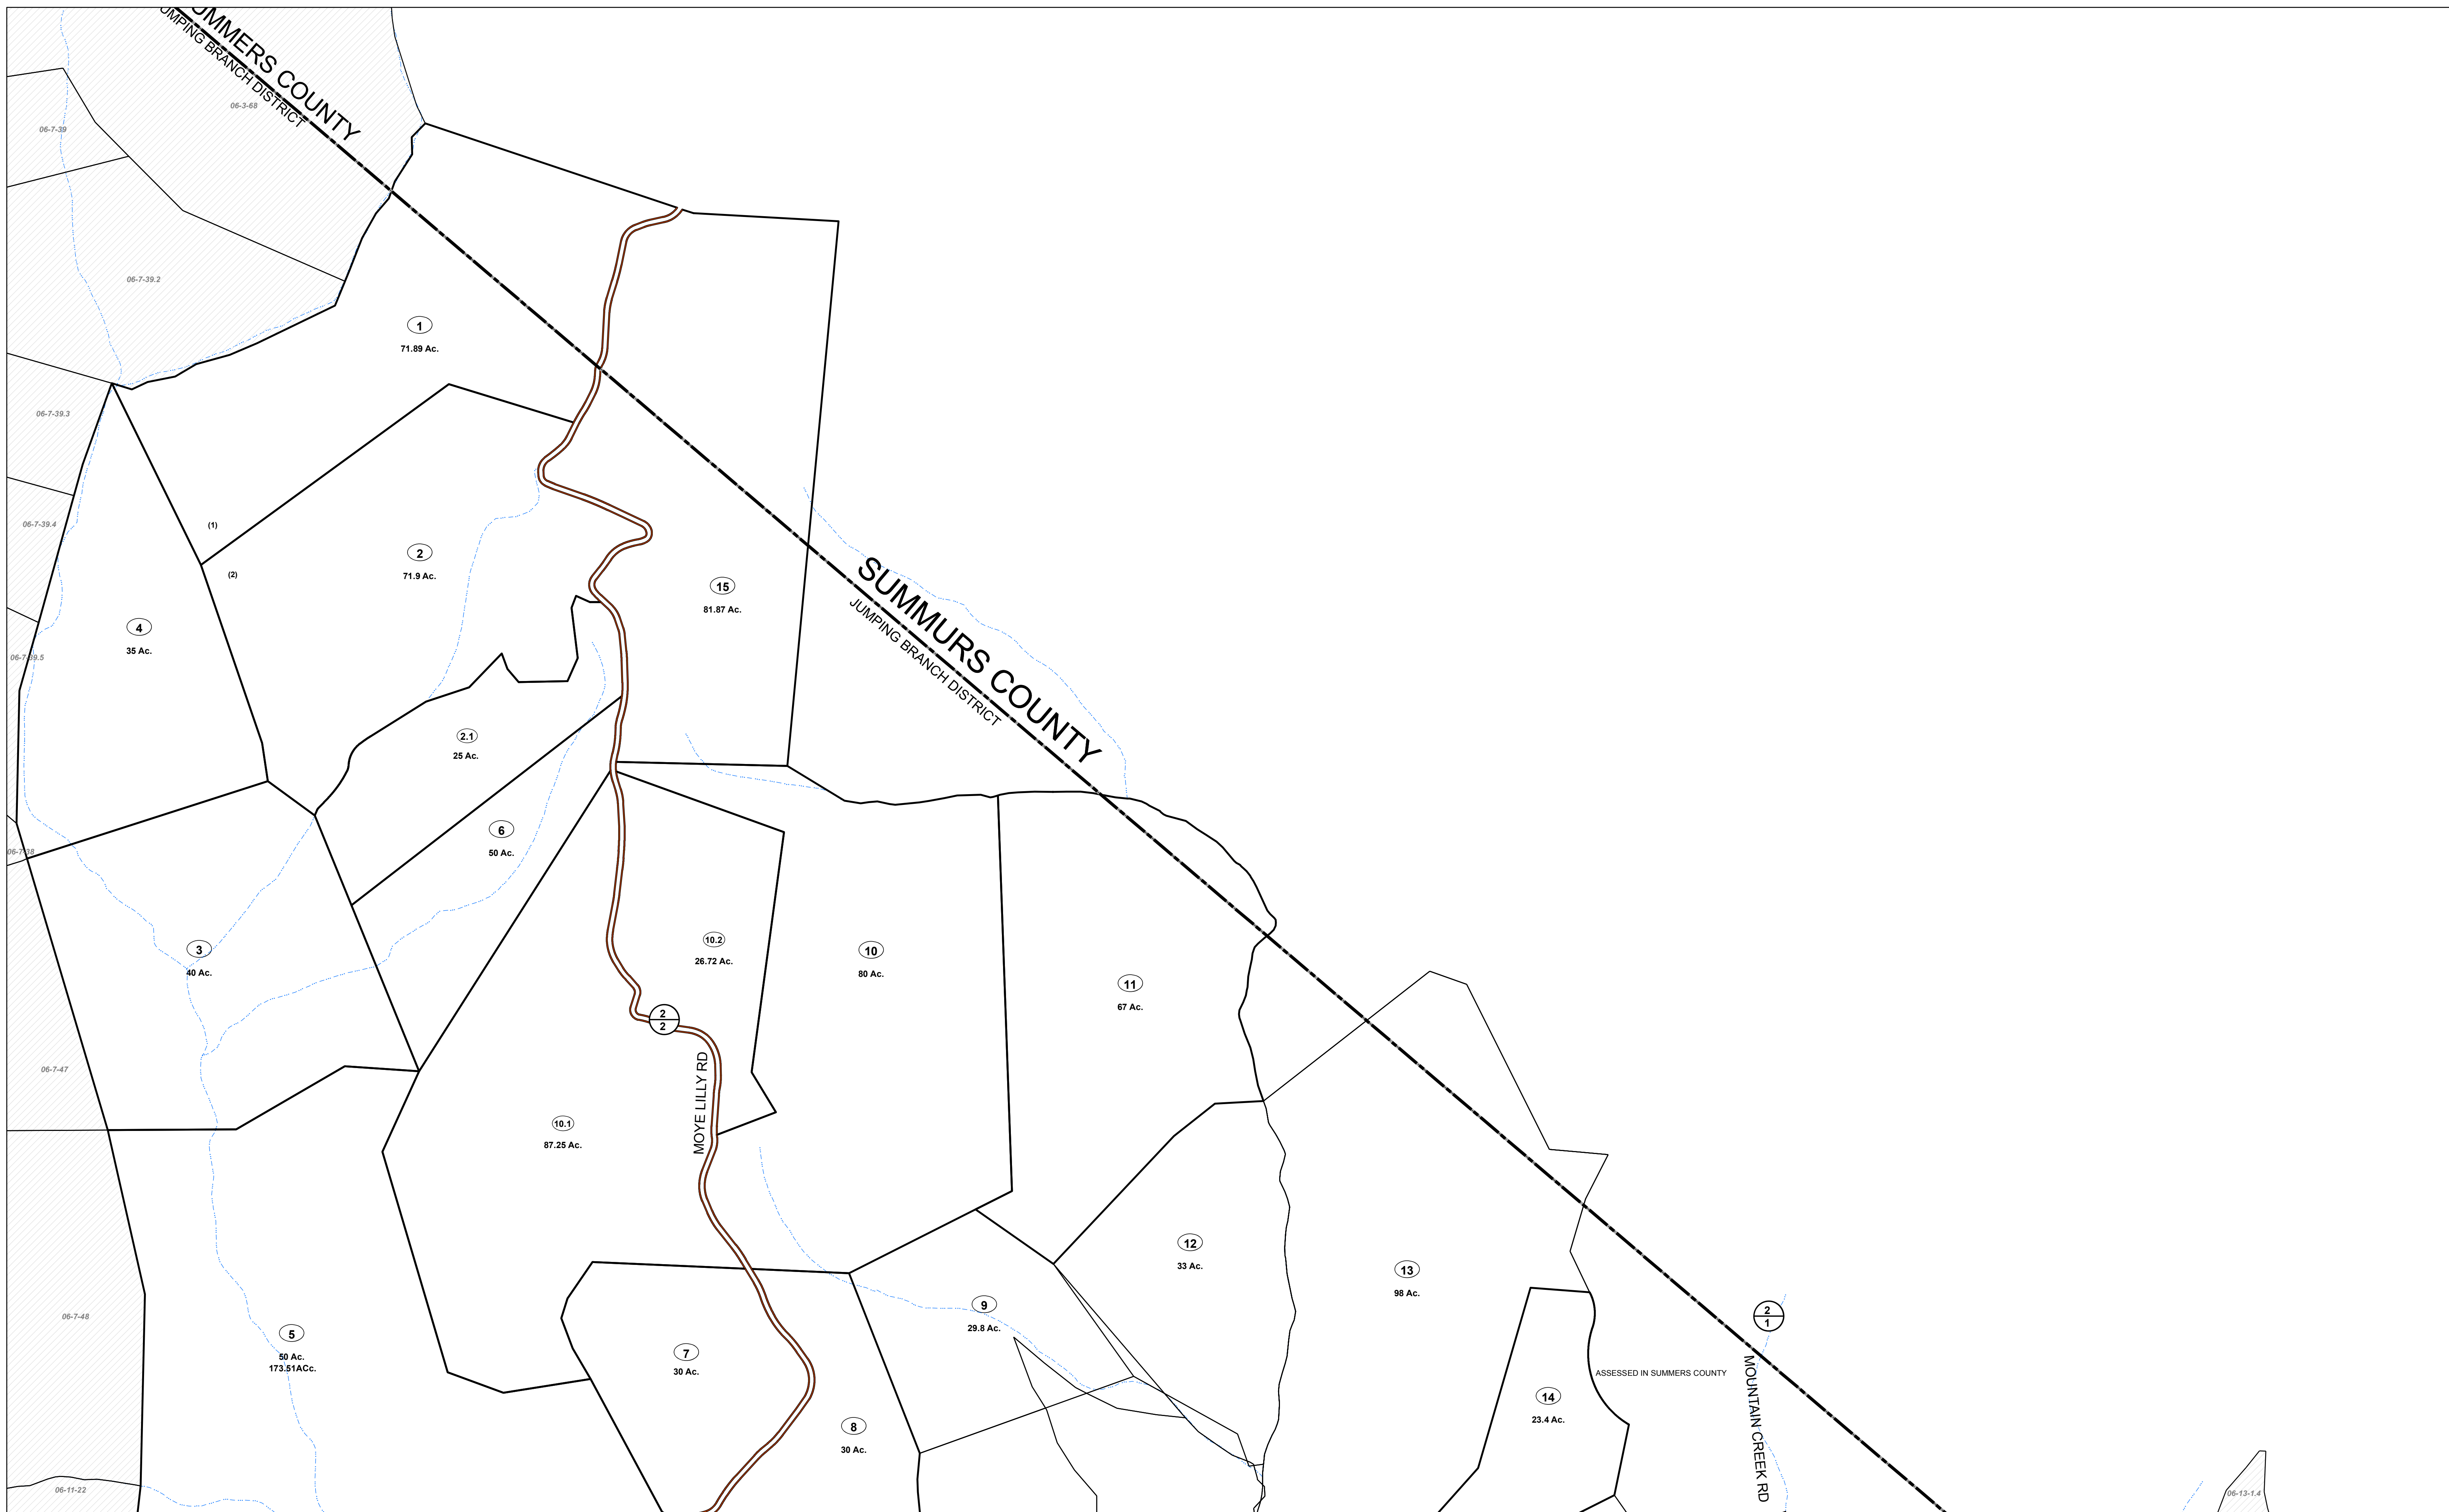 SUMMERS COUNTY
JUMPING BRANCH DISTRICT
06-3-68
06-7-39
06-7-39.2
1
71.89 Ac.
06-7-39.3
06-7-39.4
(1)
(2)
2
71.9 Ac.
15
81.87 Ac.
SUMMURS COUNTY
JUMPING BRANCH DISTRICT
4
35 Ac.
06-7-39.5
2.1
25 Ac.
6
50 Ac.
06-7-38
3
40 Ac.
10.2
26.72 Ac.
10
80 Ac.
11
67 Ac.
2
2
MOYE LILLY RD
06-7-47
10.1
87.25 Ac.
12
33 Ac.
13
98 Ac.
9
29.8 Ac.
2
1
06-7-48
5
50 Ac.
173.51ACc.
7
30 Ac.
ASSESSED IN SUMMERS COUNTY
MOUNTAIN CREEK RD
14
23.4 Ac.
8
30 Ac.
06-11-22
06-13-1.4